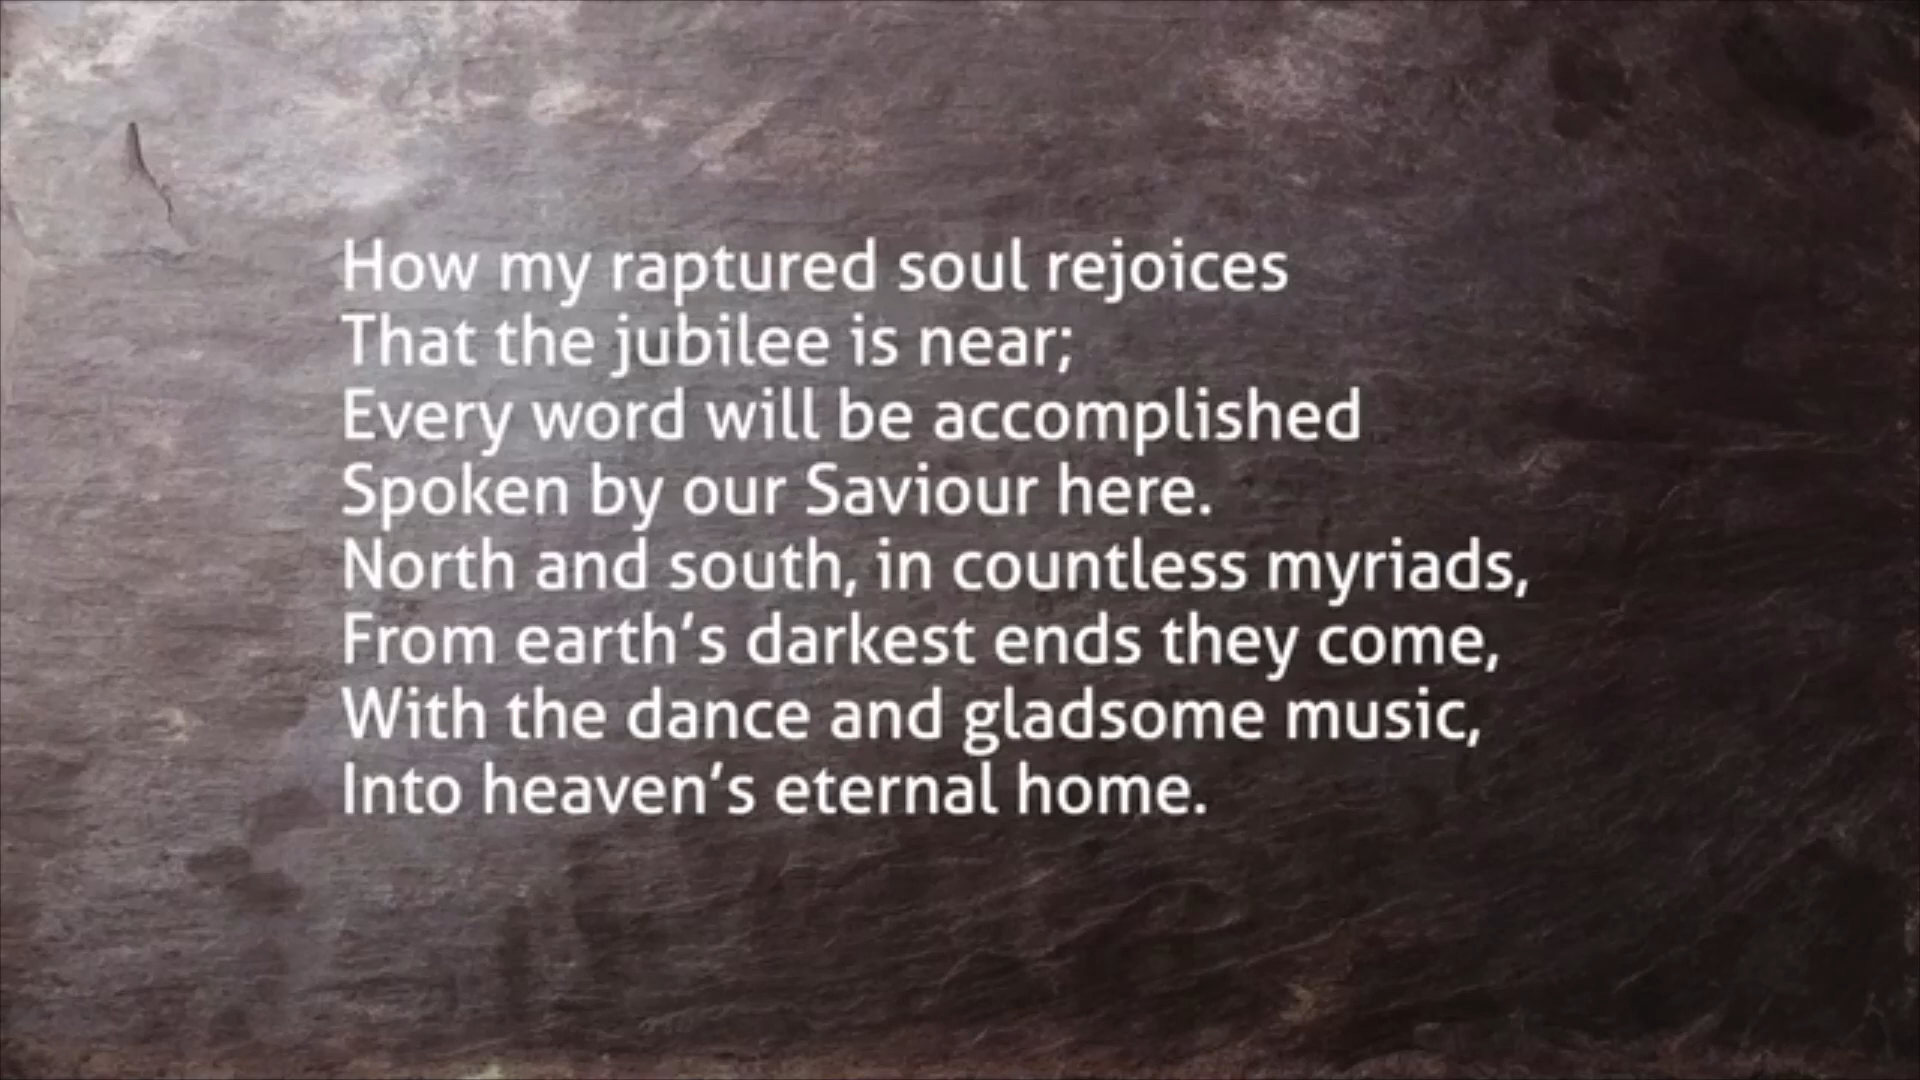 How my raptured soul rejoices
That the jubilee is near;
Every word will be accomplished
Spoken by our Saviour here.
North and south, in countless myriads,
From earth’s darkest ends they come,
With the dance and gladsome music,
Into heaven’s eternal home.